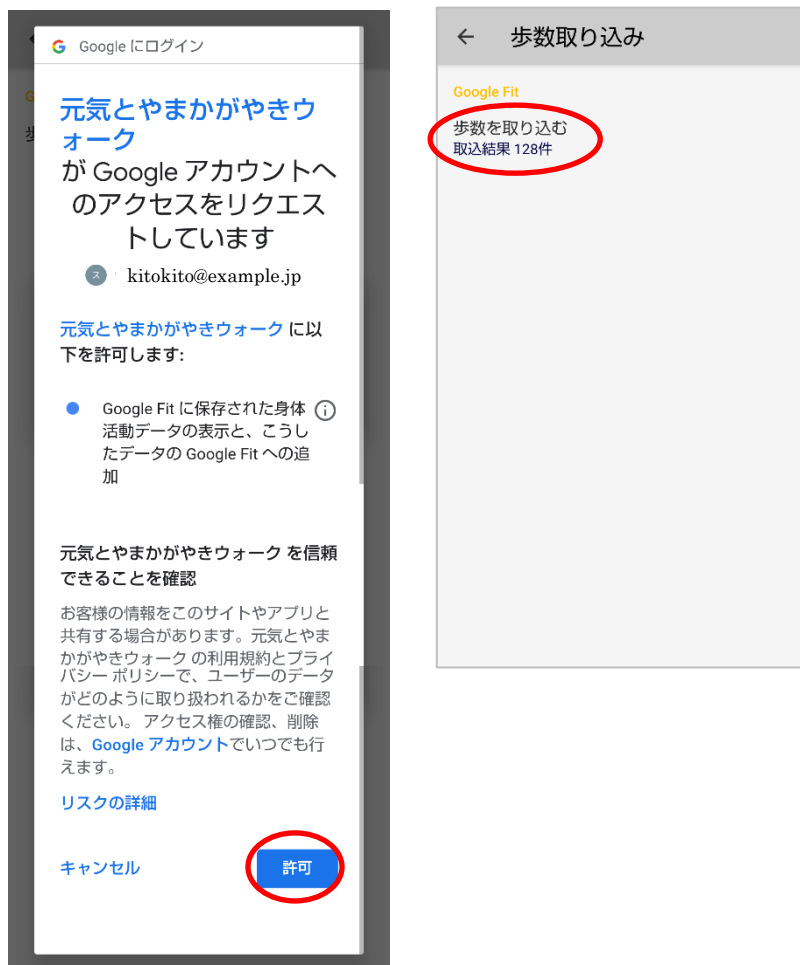 Google にログイン
元気とやまかがやきウ
ォーク
が Google アカウントへ
のアクセスをリクエス
トしています
ス kitokito@example.jp
元気とやまかがやきウォーク に以
下を許可します:
Google Fit に保存された身体
活動データの表示と、こうし
たデータの Google Fit への追
加
元気とやまかがやきウォーク を信頼
できることを確認
お客様の情報をこのサイトやアプリと
共有する場合があります。元気とやま
かがやきウォーク の利用規約とプライ
バシー ポリシーで、ユーザーのデータ
がどのように取り扱われるかをご確認
ください。 アクセス権の確認、削除
は、Google アカウントでいつでも行
えます。
リスクの詳細
キャンセル
許可
歩数取り込み
Google Fit
歩数を取り込む
取込結果 128件